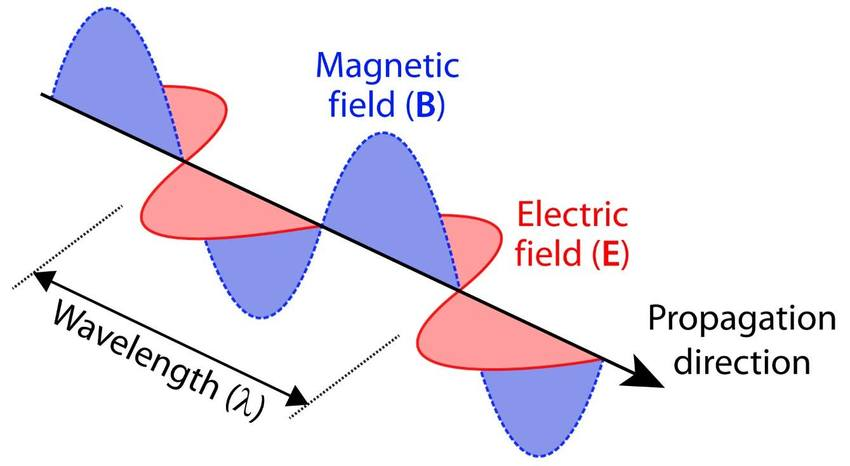 Magnetic
field (B)
Electric
field (E)
Propagation
direction
Wavelength (λ)